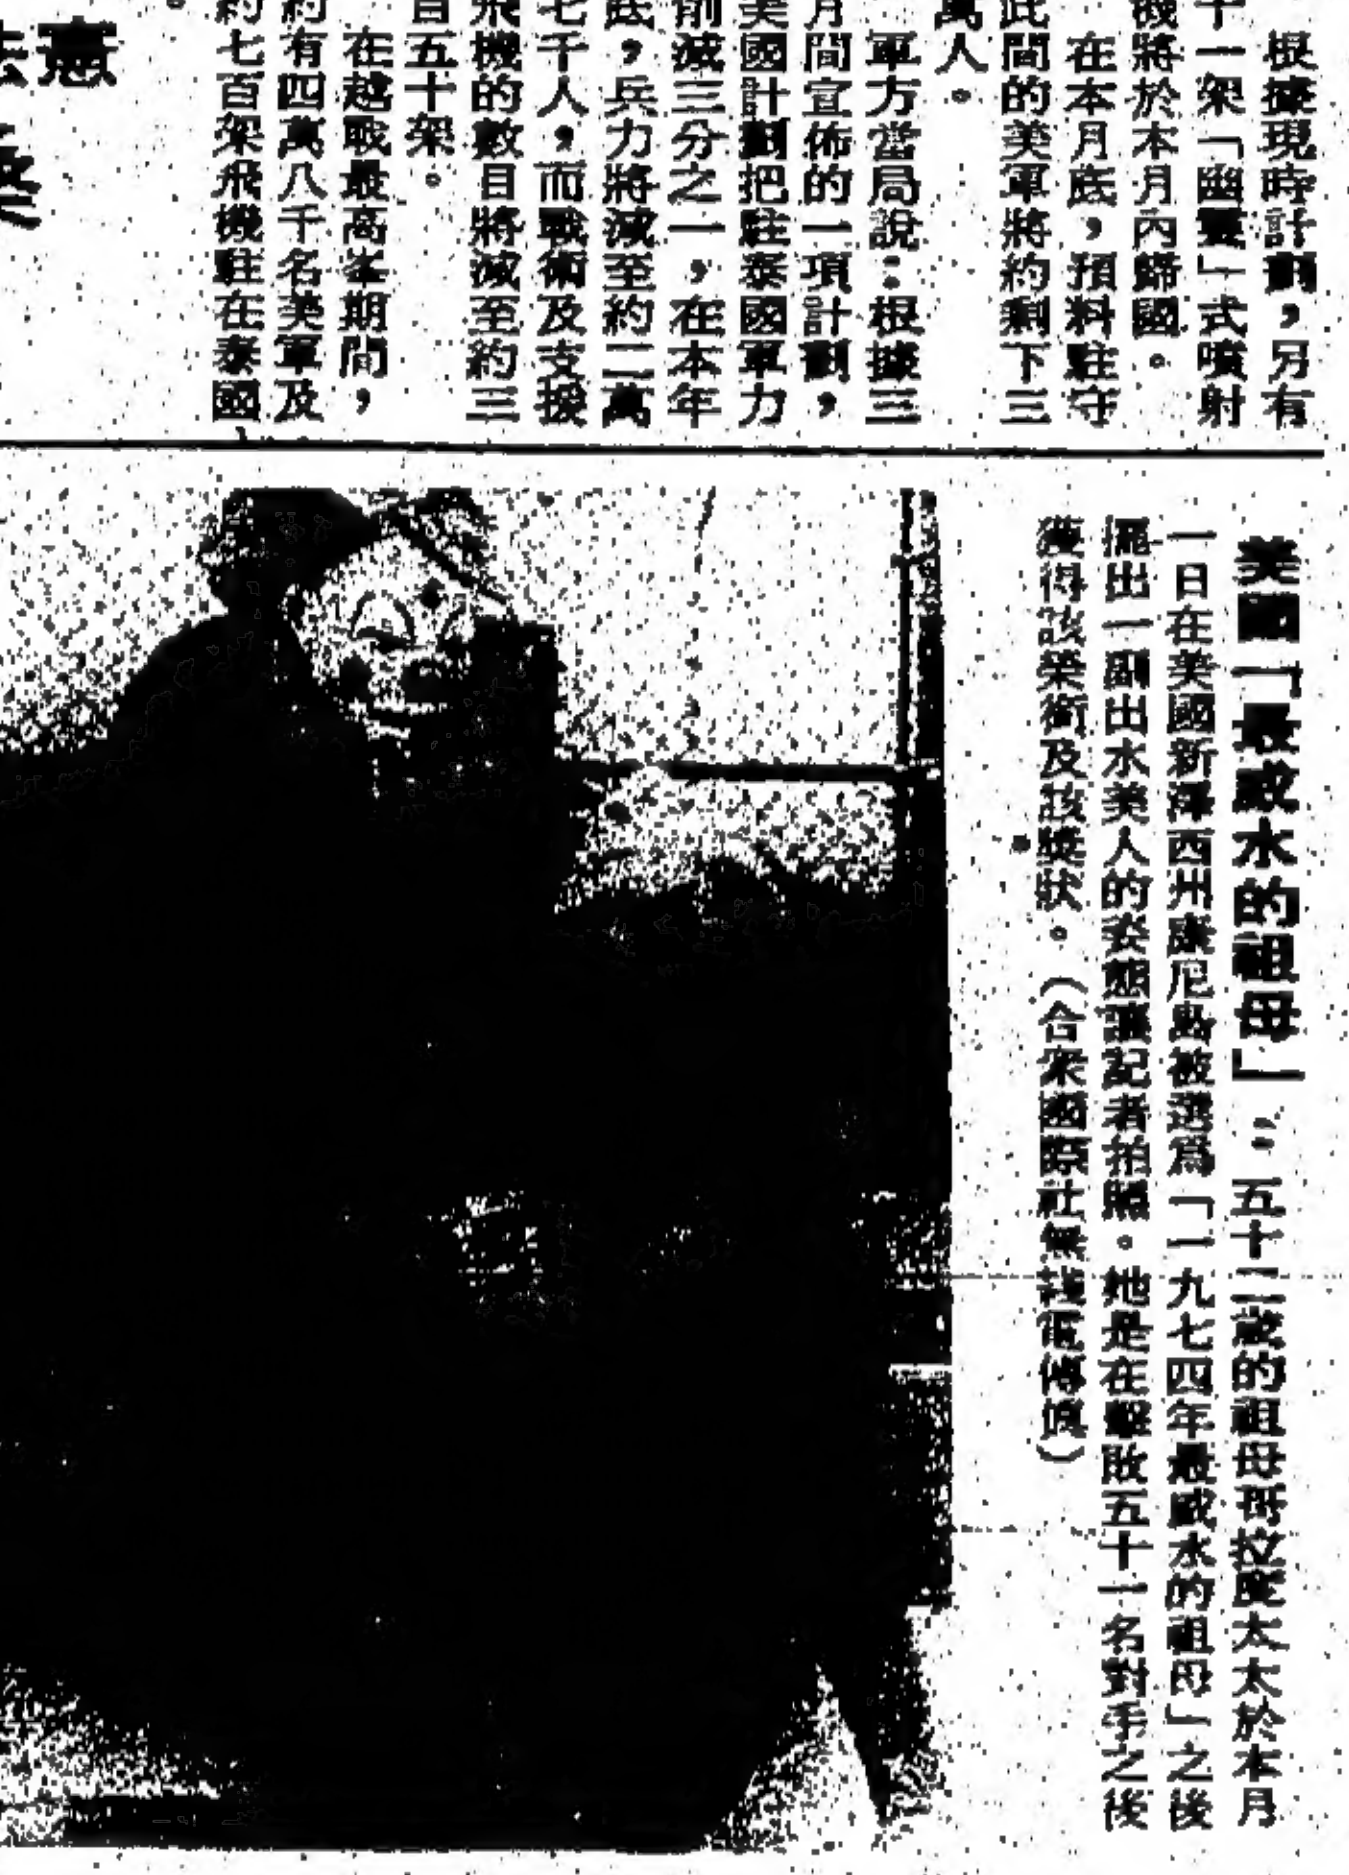 根據現時計劃，另有
十一架「幽靈」式噴射
機將於本月內歸國。
在本月底，預料駐守
此間的美軍將約剩下三
萬人。
軍方當局說：根據三
月間宣佈的一項計劃，
美國計劃把駐泰國軍力
削減三分之一，在本年
底，兵力將減至約二萬
七千人，而戰術及支援
飛機的數目將減至約三
百五十架。
在越戰最高峯期間，
約有四萬八千名美軍及
約七百架飛機駐在泰國
。
憲
法
美國「最威水的祖母」：五十二歲的祖母哥拉度太太於本月
一日在美國新澤西州康尼島被選為「一九七四年最威水的祖母」之後
擺出一副出水美人的姿態讓記者拍照。她是在擊敗五十一名對手之後
獲得該榮銜及該獎狀。（合眾國際社無綫電傳真）